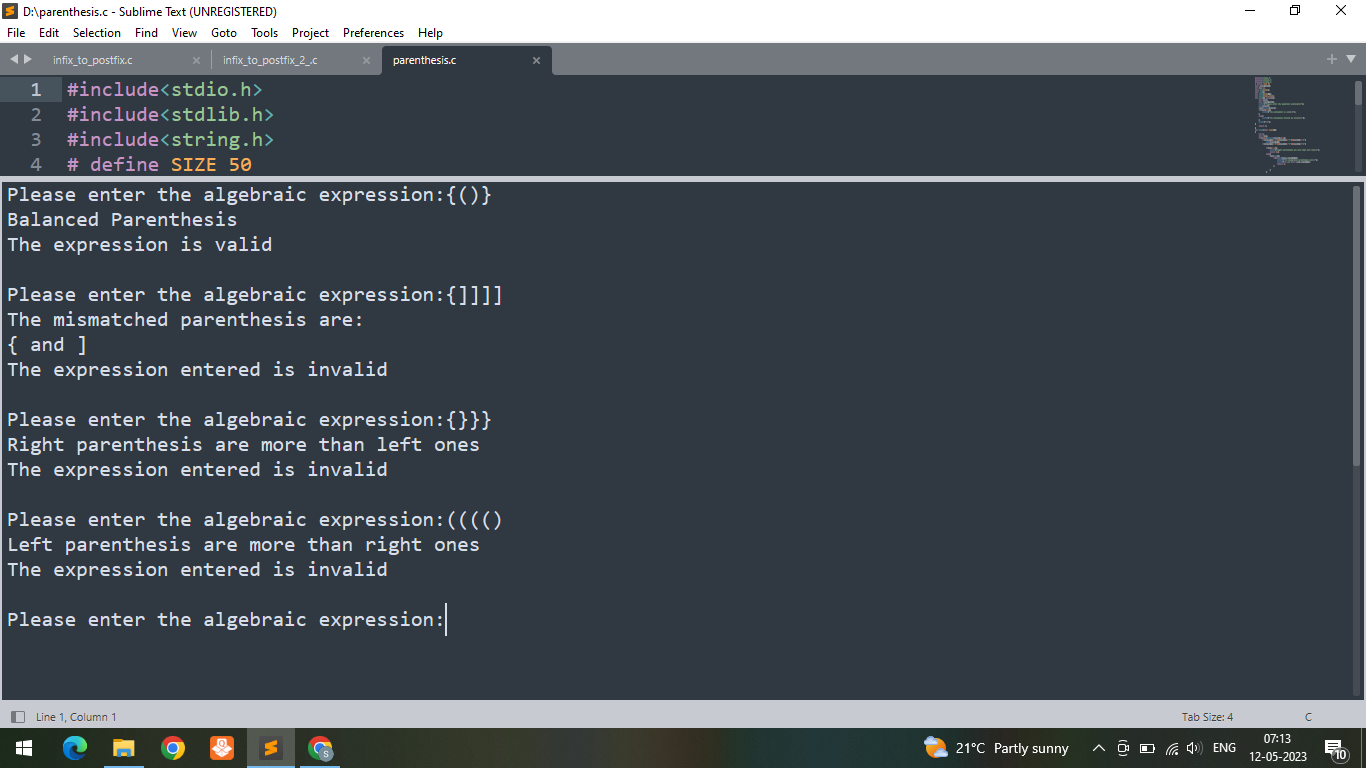 D:\parenthesis.c - Sublime Text (UNREGISTERED)
File Edit Selection Find View Goto Tools Project Preferences Help
infix_to_postfix.c infix_to_postfix_2_.c parenthesis.c
1 #include<stdio.h>
2 #include<stdlib.h>
3 #include<string.h>
4 # define SIZE 50
Please enter the algebraic expression:{()}
Balanced Parenthesis
The expression is valid
Please enter the algebraic expression:{]]]]
The mismatched parenthesis are:
{ and ]
The expression entered is invalid
Please enter the algebraic expression:{}}}
Right parenthesis are more than left ones
The expression entered is invalid
Please enter the algebraic expression:(((()
Left parenthesis are more than right ones
The expression entered is invalid
Please enter the algebraic expression:
Line 1, Column 1 Tab Size: 4 C
21°C Partly sunny ENG 07:13
12-05-2023 10